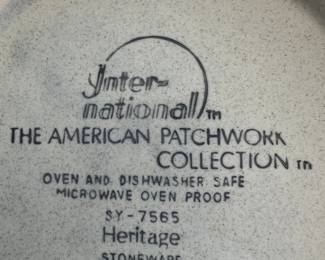 Inter-
national TM
THE AMERICAN PATCHWORK
COLLECTION TM
OVEN AND DISHWASHER SAFE
MICROWAVE OVEN PROOF
SY-7565
Heritage
STONEWARE